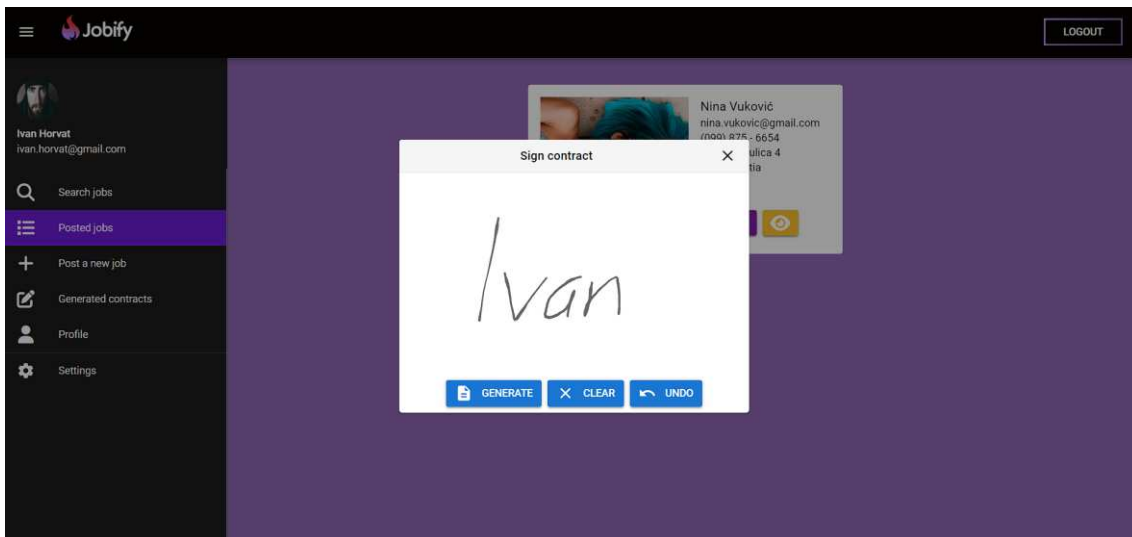 Jobify
LOGOUT
Ivan Horvat
ivan.horvat@gmail.com
Search jobs
Posted jobs
Post a new job
Generated contracts
Profile
Settings
Nina Vuković
nina.vukovic@gmail.com
(099) 875 - 6654
ulica 4
Sign contract
Ivan
GENERATE
CLEAR
UNDO